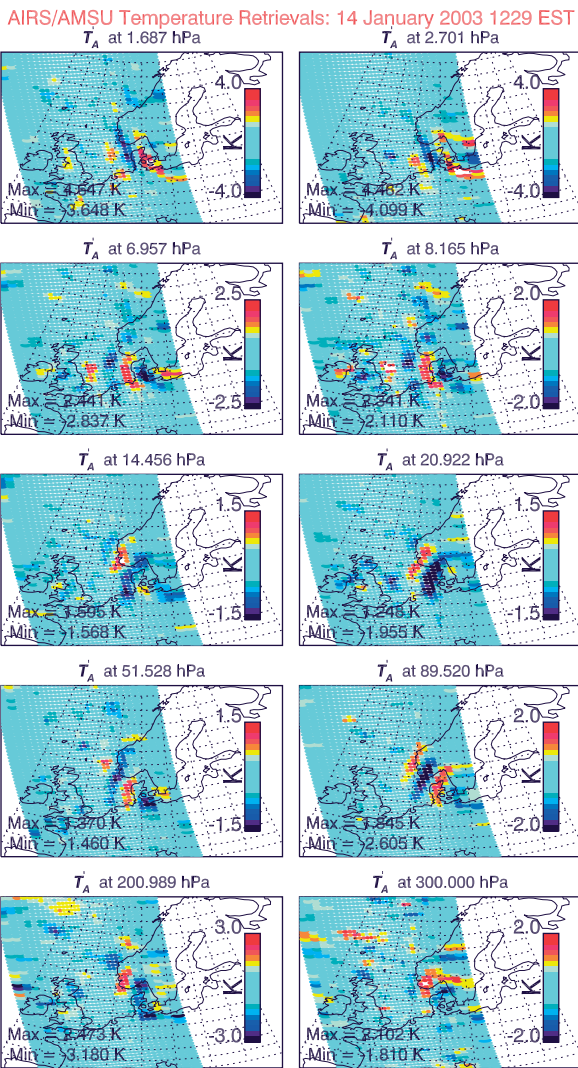 AIRS/AMSU Temperature Retrievals: 14 January 2003 1229 EST
T'A at 1.687 hPa
4.0
K
-4.0
Max = 4.647 K
Min = -3.648 K
T'A at 2.701 hPa
4.0
K
-4.0
Max = 4.462 K
Min = -4.099 K
T'A at 6.957 hPa
2.5
K
-2.5
Max = 2.441 K
Min = -2.837 K
T'A at 8.165 hPa
2.0
K
-2.0
Max = 2.341 K
Min = -2.110 K
T'A at 14.456 hPa
1.5
K
-1.5
Max = 1.595 K
Min = -1.568 K
T'A at 20.922 hPa
1.5
K
-1.5
Max = 1.248 K
Min = -1.955 K
T'A at 51.528 hPa
1.5
K
-1.5
Max = 1.370 K
Min = -1.460 K
T'A at 89.520 hPa
2.0
K
-2.0
Max = 1.845 K
Min = -2.605 K
T'A at 200.989 hPa
3.0
K
-3.0
Max = 2.473 K
Min = -3.180 K
T'A at 300.000 hPa
2.0
K
-2.0
Max = 2.102 K
Min = -1.810 K